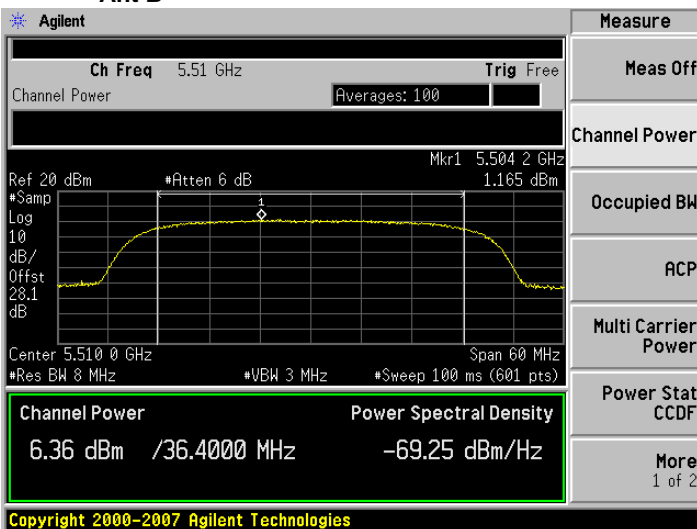 Agilent
Measure
Ch Freq 5.51 GHz Trig Free
Channel Power Averages: 100
Mkr1 5.504 2 GHz
Ref 20 dBm #Atten 6 dB 1.165 dBm
#Samp
Log
10
dB/
Offst
28.1
dB
1
Center 5.510 0 GHz Span 60 MHz
#Res BW 8 MHz #VBW 3 MHz #Sweep 100 ms (601 pts)
Channel Power Power Spectral Density
6.36 dBm /36.4000 MHz -69.25 dBm/Hz
Meas Off
Channel Power
Occupied BW
ACP
Multi Carrier
Power
Power Stat
CCDF
More
1 of 2
Copyright 2000-2007 Agilent Technologies